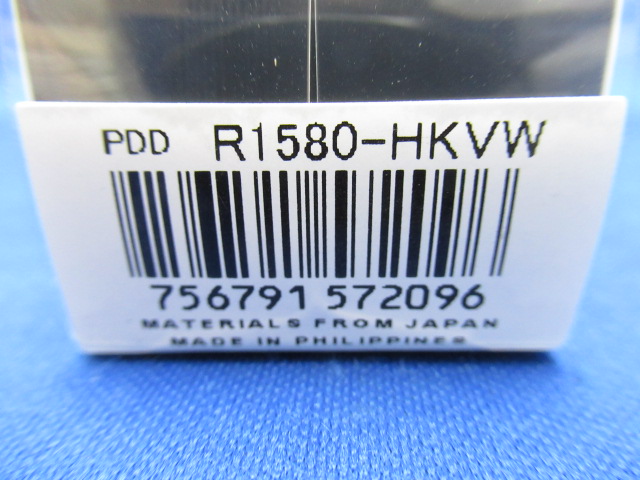 PDD R1580-HKVW
756791 572096
MATERIALS FROM JAPAN
MADE IN PHILIPPINES